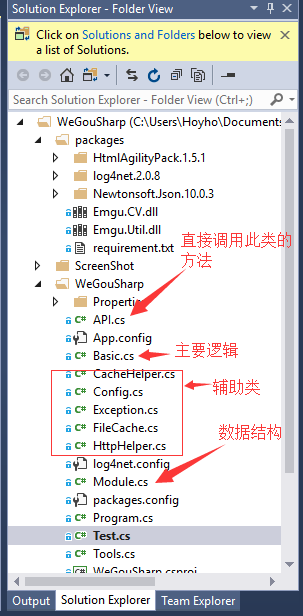 Solution Explorer - Folder View
Click on Solutions and Folders below to view
a list of Solutions.
Search Solution Explorer - Folder View (Ctrl+;)
WeGouSharp (C:\Users\Hoyho\Documents
packages
HtmlAgilityPack.1.5.1
log4net.2.0.8
Newtonsoft.Json.10.0.3
Emgu.CV.dll
Emgu.Util.dll
直接调用此类的
方法
requirement.txt
ScreenShot
WeGouSharp
Propertie
API.cs
App.config
Basic.cs
主要逻辑
CacheHelper.cs
Config.cs
辅助类
Exception.cs
FileCache.cs
HttpHelper.cs
数据结构
log4net.config
Module.cs
packages.config
Program.cs
Test.cs
Tools.cs
WeGouSharp.csproj
Output
Solution Explorer
Team Explorer